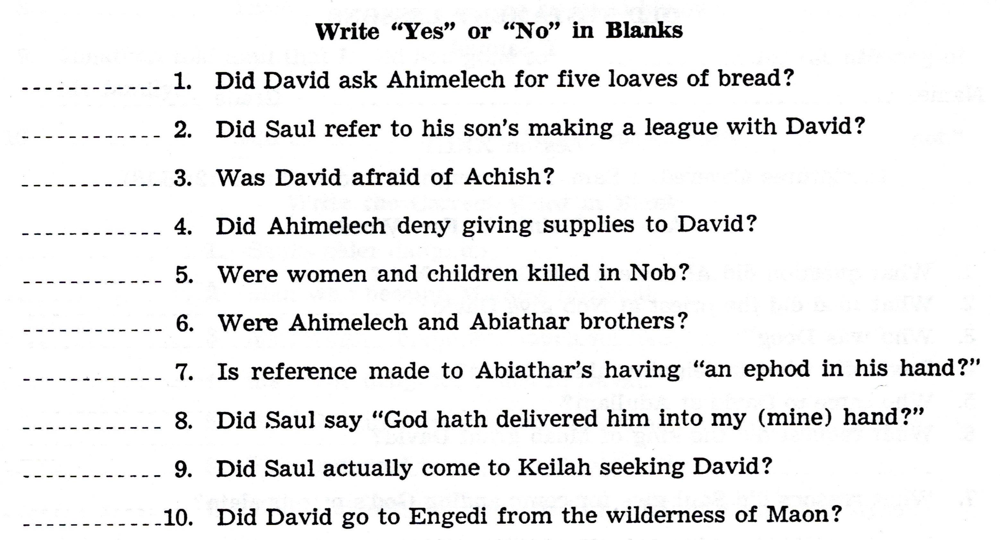 Write “Yes” or “No” in Blanks
------------ 1. Did David ask Ahimelech for five loaves of bread?
------------ 2. Did Saul refer to his son’s making a league with David?
------------ 3. Was David afraid of Achish?
------------ 4. Did Ahimelech deny giving supplies to David?
------------ 5. Were women and children killed in Nob?
------------ 6. Were Ahimelech and Abiathar brothers?
------------ 7. Is reference made to Abiathar’s having “an ephod in his hand?”
------------ 8. Did Saul say “God hath delivered him into my (mine) hand?”
------------ 9. Did Saul actually come to Keilah seeking David?
------------10. Did David go to Engedi from the wilderness of Maon?